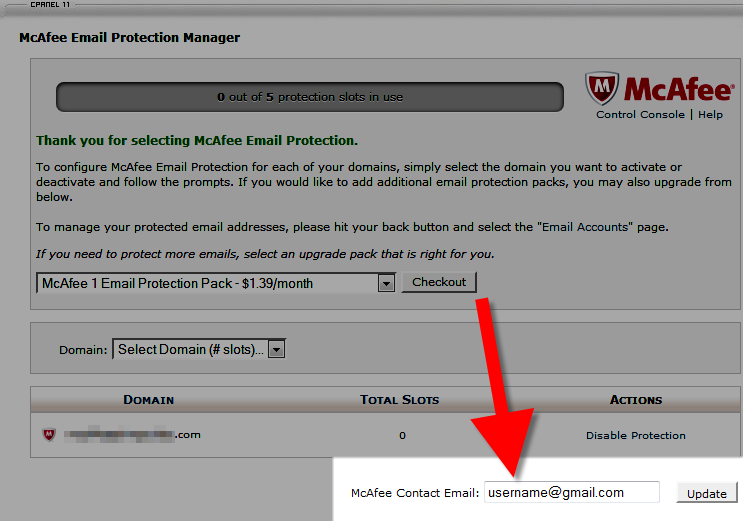 CPANEL 11
McAfee Email Protection Manager
0 out of 5 protection slots in use
McAfee®
Control Console | Help
Thank you for selecting McAfee Email Protection.
To configure McAfee Email Protection for each of your domains, simply select the domain you want to activate or
deactivate and follow the prompts. If you would like to add additional email protection packs, you may also upgrade from
below.
To manage your protected email addresses, please hit your back button and select the "Email Accounts" page.
If you need to protect more emails, select an upgrade pack that is right for you.
McAfee 1 Email Protection Pack - $1.39/month Checkout
Domain: Select Domain (# slots)...
DOMAIN TOTAL SLOTS ACTIONS
.com 0 Disable Protection
McAfee Contact Email: username@gmail.com Update